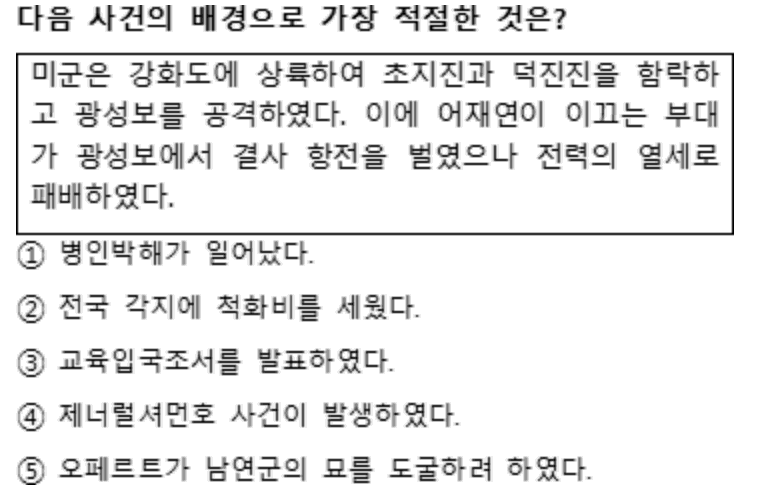 다음 사건의 배경으로 가장 적절한 것은?
미군은 강화도에 상륙하여 초지진과 덕진진을 함락하
고 광성보를 공격하였다. 이에 어재연이 이끄는 부대
가 광성보에서 결사 항전을 벌였으나 전력의 열세로
패배하였다.
① 병인박해가 일어났다.
② 전국 각지에 척화비를 세웠다.
③ 교육입국조서를 발표하였다.
④ 제너럴셔먼호 사건이 발생하였다.
⑤ 오페르트가 남연군의 묘를 도굴하려 하였다.